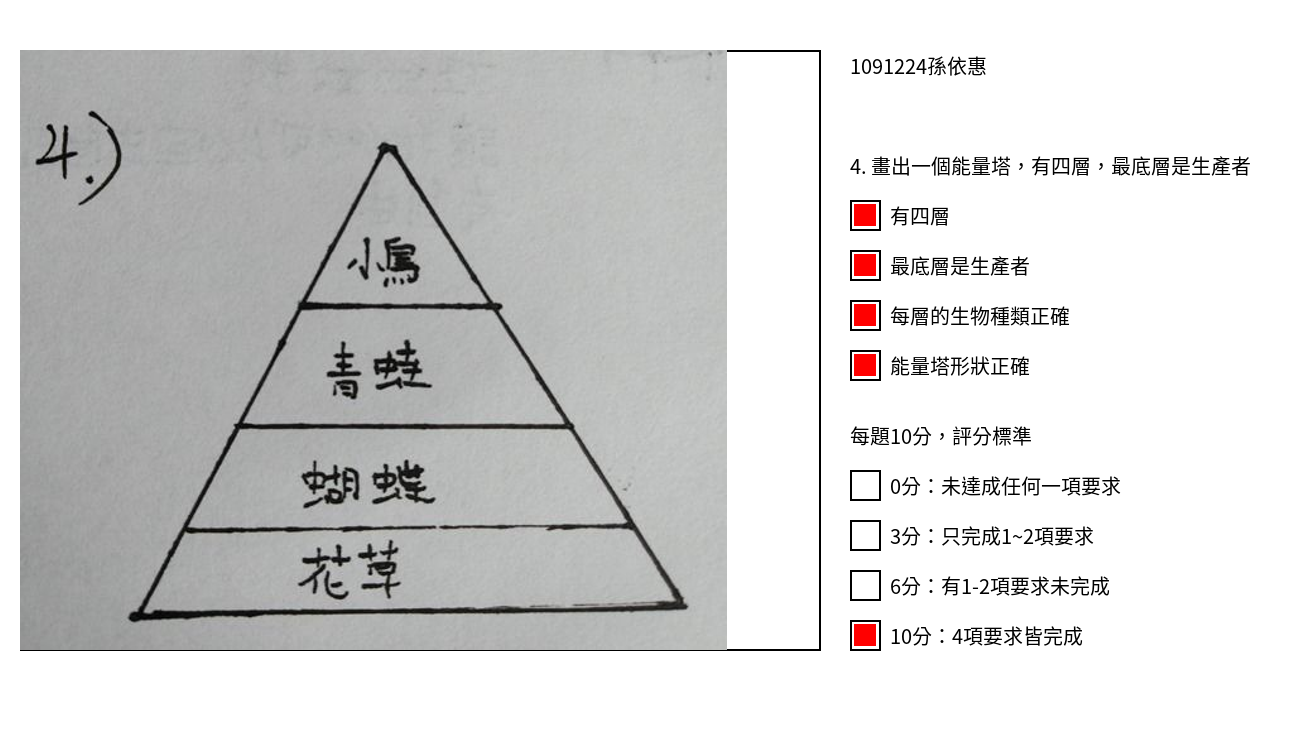 4.)
小鳥
青蛙
蝴蝶
花草
1091224孫依惠
4. 畫出一個能量塔，有四層，最底層是生產者
有四層
最底層是生產者
每層的生物種類正確
能量塔形狀正確
每題10分，評分標準
0分：未達成任何一項要求
3分：只完成1~2項要求
6分：有1-2項要求未完成
10分：4項要求皆完成